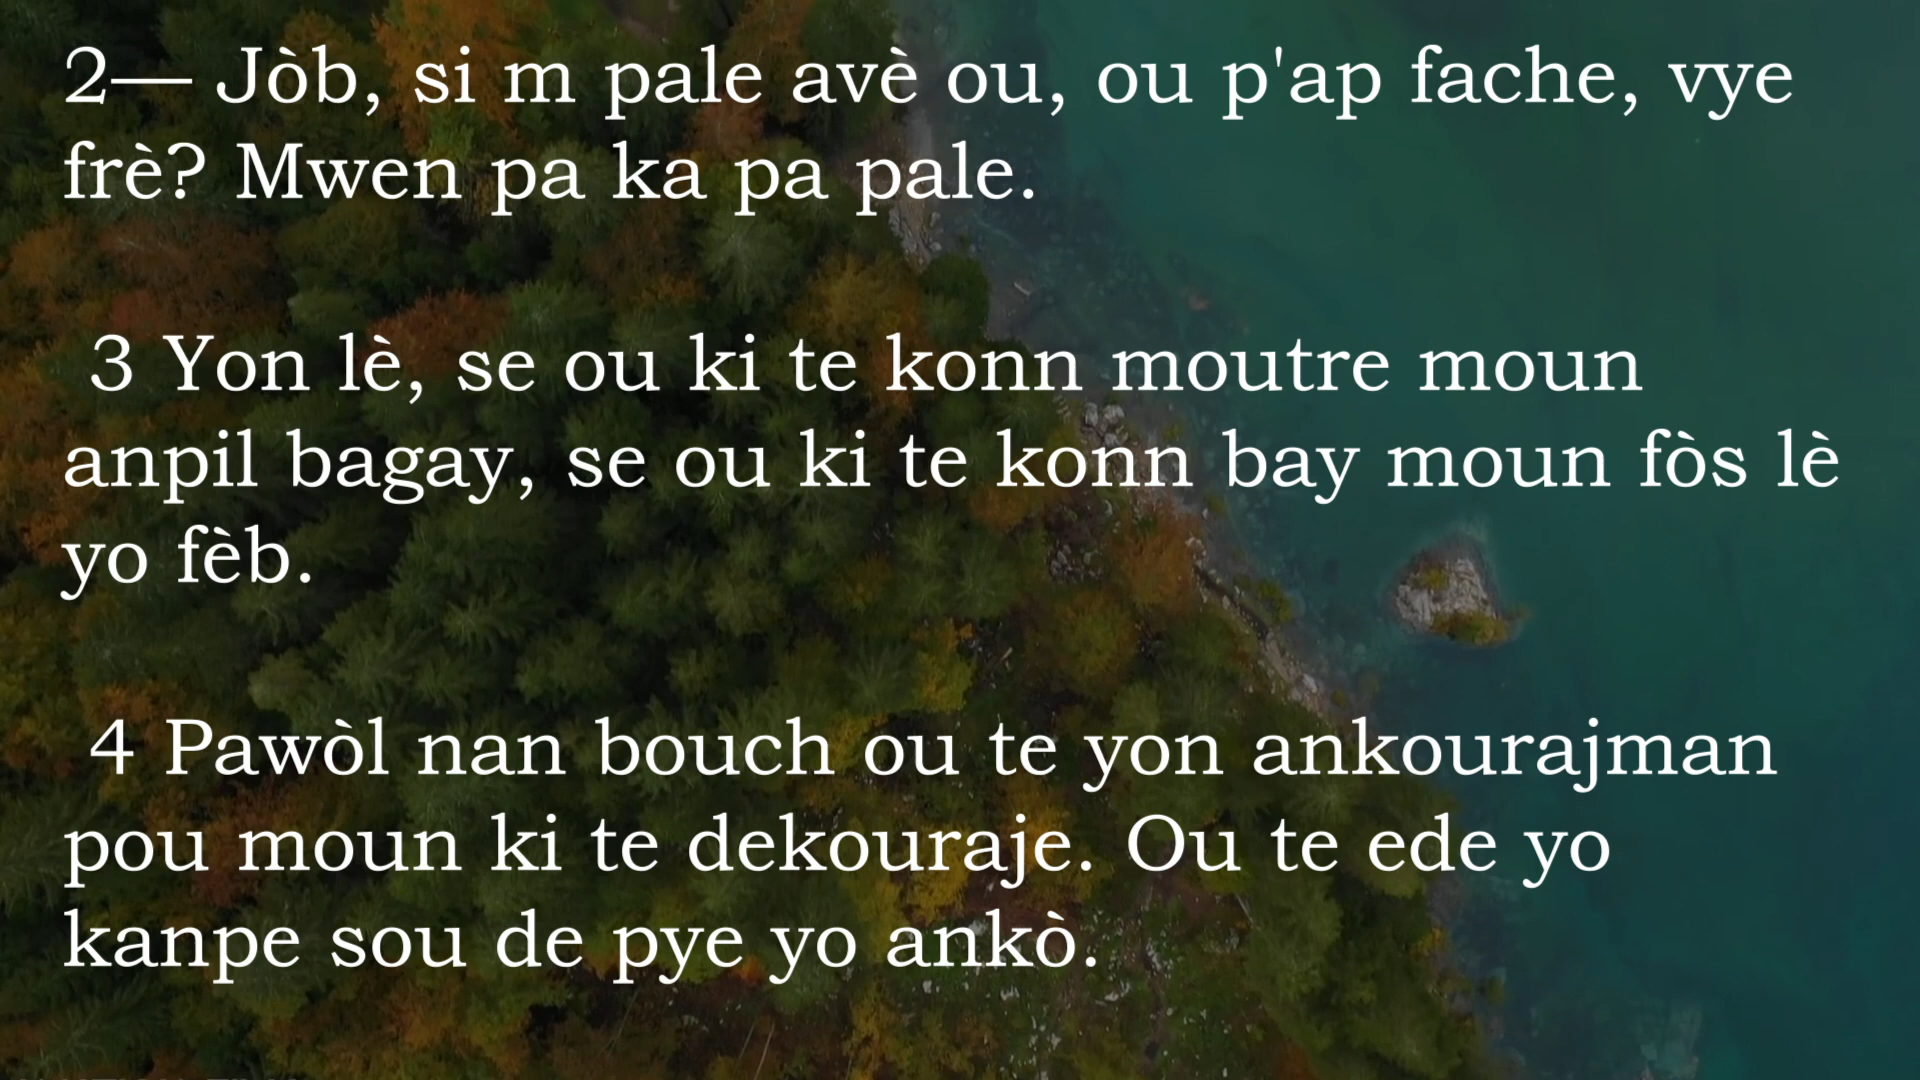 2— Jòb, si m pale avè ou, ou p'ap fache, vye
frè? Mwen pa ka pa pale.
3 Yon lè, se ou ki te konn moutre moun
anpil bagay, se ou ki te konn bay moun fòs lè
yo fèb.
4 Pawòl nan bouch ou te yon ankourajman
pou moun ki te dekouraje. Ou te ede yo
kanpe sou de pye yo ankò.